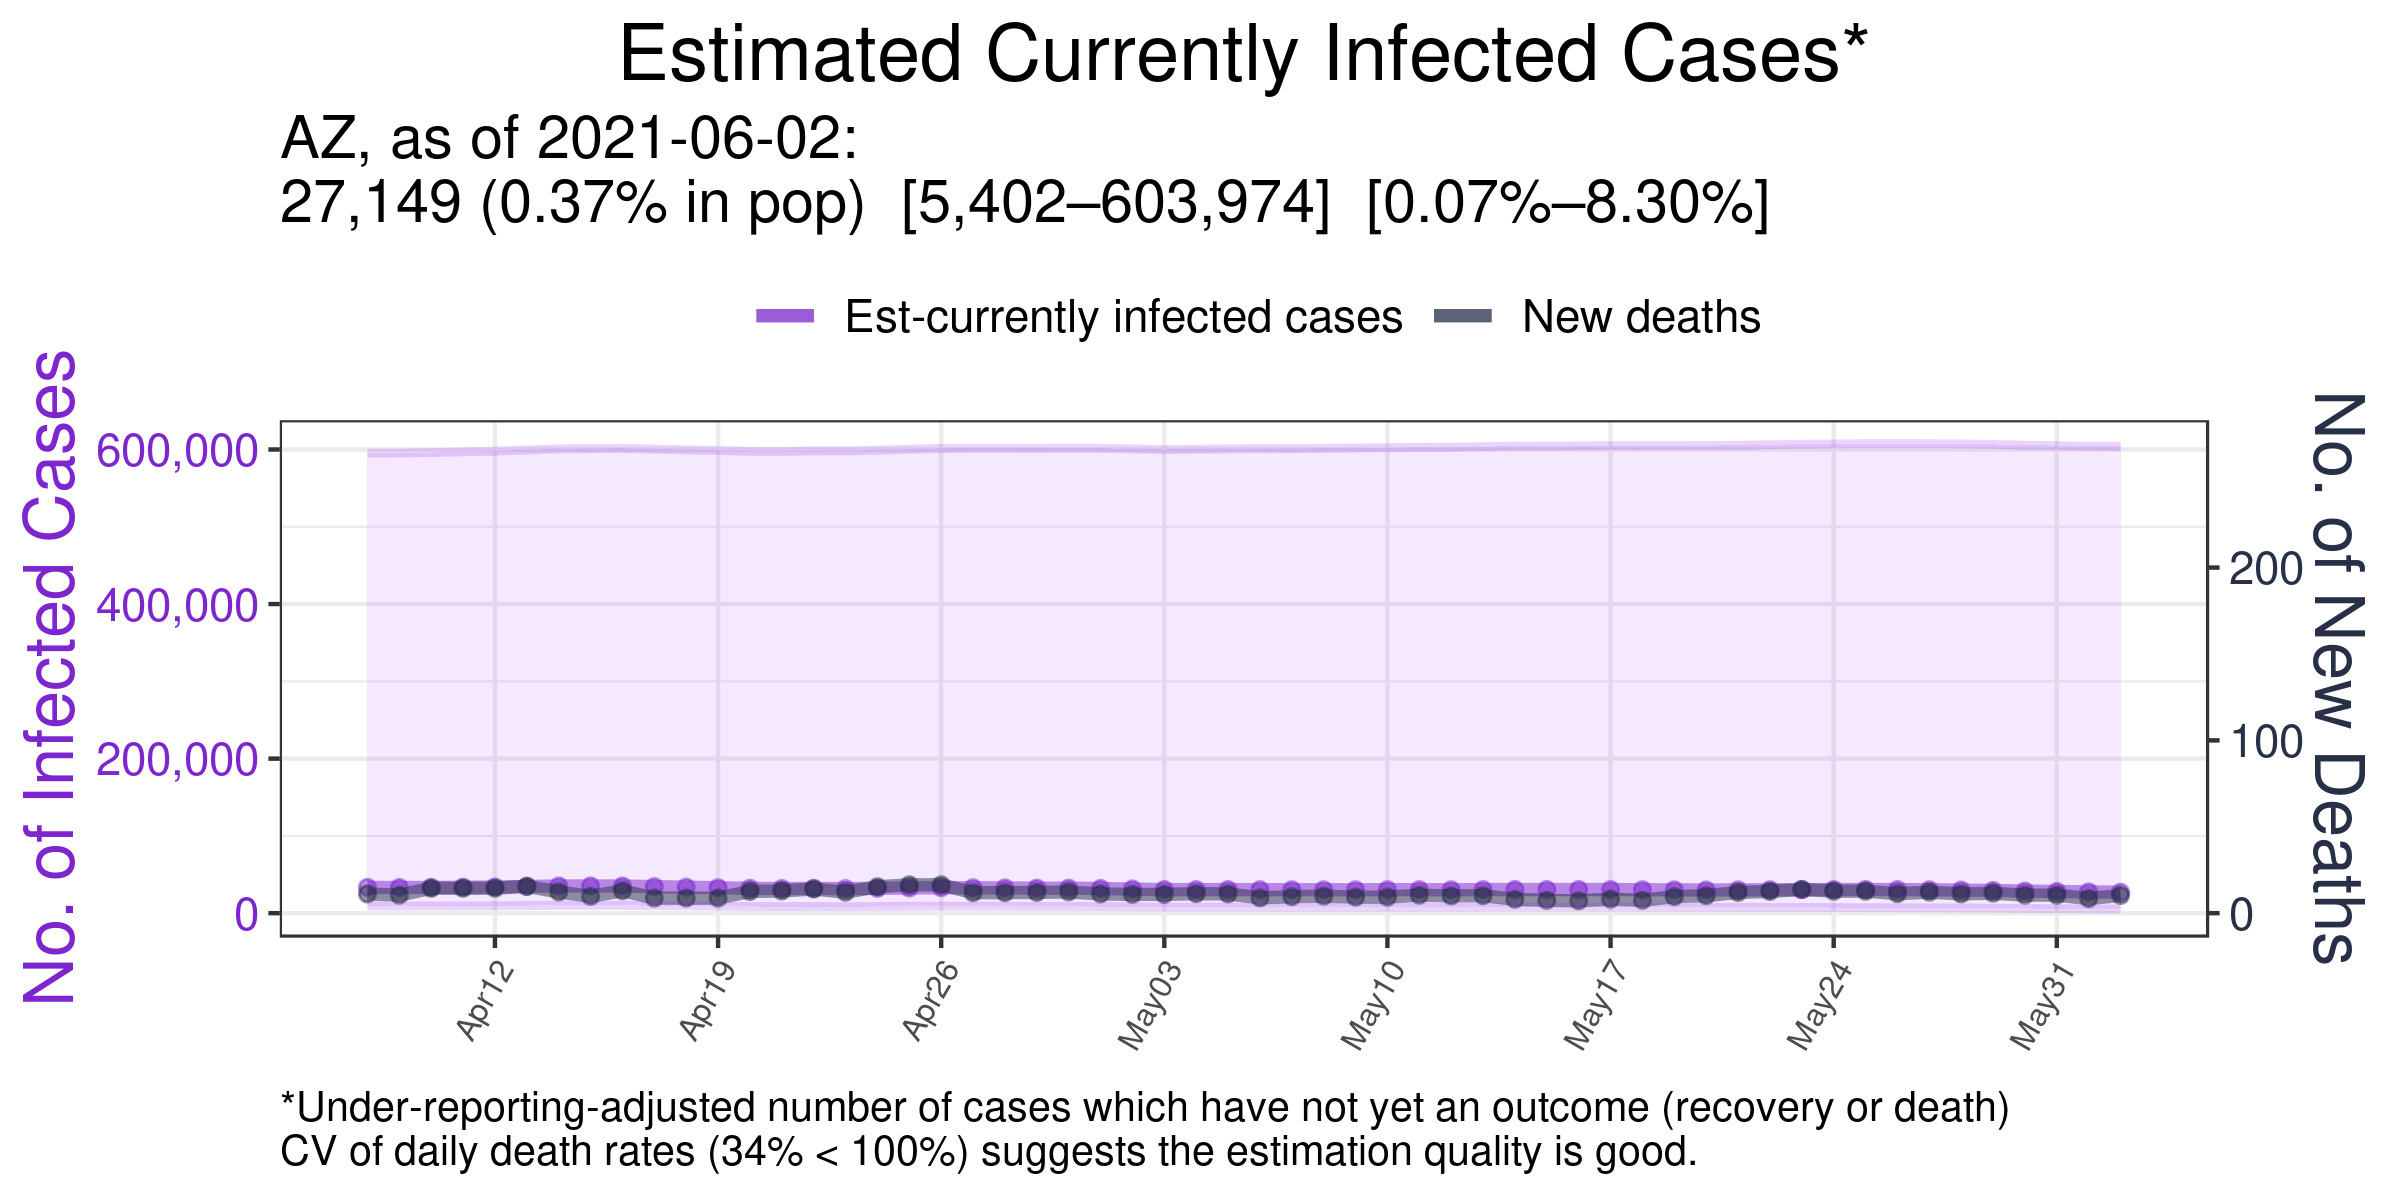 Estimated Currently Infected Cases*
AZ, as of 2021-06-02:
27,149 (0.37% in pop)  [5,402–603,974]  [0.07%–8.30%]
Est-currently infected cases
New deaths
No. of Infected Cases
600,000
400,000
200,000
0
200
100
0
No. of New Deaths
Apr12
Apr19
Apr26
May03
May10
May17
May24
May31
*Under-reporting-adjusted number of cases which have not yet an outcome (recovery or death)
CV of daily death rates (34% < 100%) suggests the estimation quality is good.